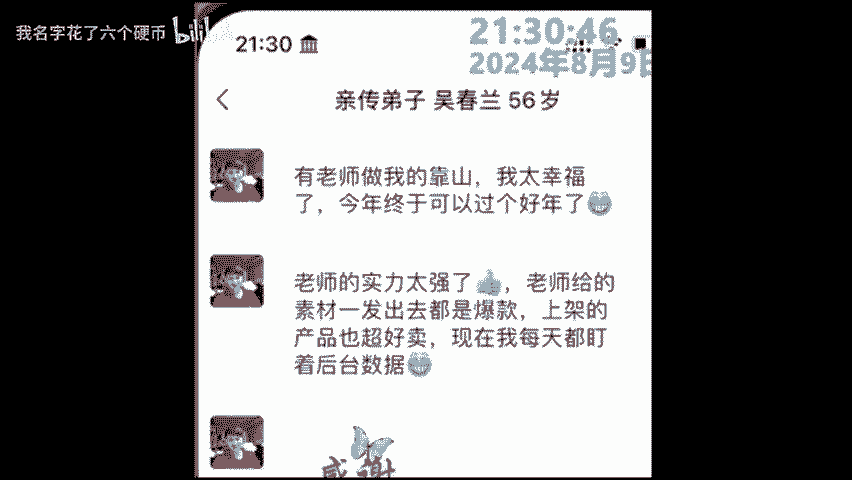 我名字花了六个硬币 bilibili
21:30
21:30:46
2024年8月9日
亲传弟子 吴春兰 56岁
有老师做我的靠山，我太幸福
了，今年终于可以过个好年了
老师的实力太强了，老师给的
素材一发出去都是爆款，上架的
产品也超好卖，现在我每天都盯
着后台数据
感谢